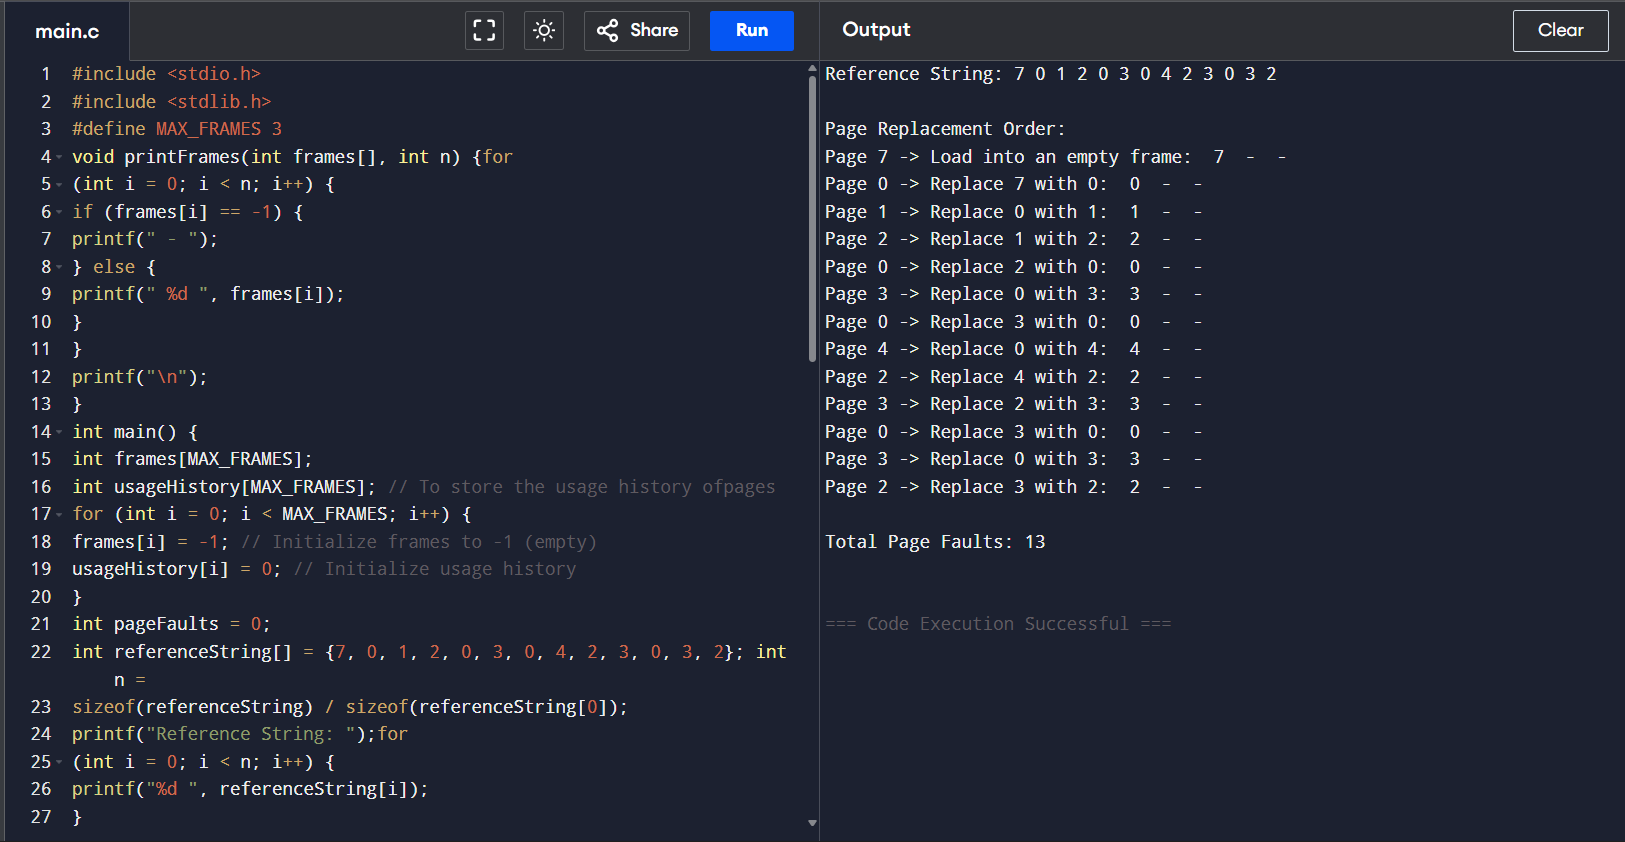 main.c
Share
Run
Output
Clear
1 #include <stdio.h>
2 #include <stdlib.h>
3 #define MAX_FRAMES 3
4 void printFrames(int frames[], int n) {for
5 (int i = 0; i < n; i++) {
6 if (frames[i] == -1) {
7 printf(" - ");
8 } else {
9 printf(" %d ", frames[i]);
10 }
11 }
12 printf("\n");
13 }
14 int main() {
15 int frames[MAX_FRAMES];
16 int usageHistory[MAX_FRAMES]; // To store the usage history ofpages
17 for (int i = 0; i < MAX_FRAMES; i++) {
18 frames[i] = -1; // Initialize frames to -1 (empty)
19 usageHistory[i] = 0; // Initialize usage history
20 }
21 int pageFaults = 0;
22 int referenceString[] = {7, 0, 1, 2, 0, 3, 0, 4, 2, 3, 0, 3, 2}; int
n =
23 sizeof(referenceString) / sizeof(referenceString[0]);
24 printf("Reference String: ");for
25 (int i = 0; i < n; i++) {
26 printf("%d ", referenceString[i]);
27 }
Reference String: 7 0 1 2 0 3 0 4 2 3 0 3 2
Page Replacement Order:
Page 7 -> Load into an empty frame:  7  -  -
Page 0 -> Replace 7 with 0:  0  -  -
Page 1 -> Replace 0 with 1:  1  -  -
Page 2 -> Replace 1 with 2:  2  -  -
Page 0 -> Replace 2 with 0:  0  -  -
Page 3 -> Replace 0 with 3:  3  -  -
Page 0 -> Replace 3 with 0:  0  -  -
Page 4 -> Replace 0 with 4:  4  -  -
Page 2 -> Replace 4 with 2:  2  -  -
Page 3 -> Replace 2 with 3:  3  -  -
Page 0 -> Replace 3 with 0:  0  -  -
Page 3 -> Replace 0 with 3:  3  -  -
Page 2 -> Replace 3 with 2:  2  -  -
Total Page Faults: 13
=== Code Execution Successful ===